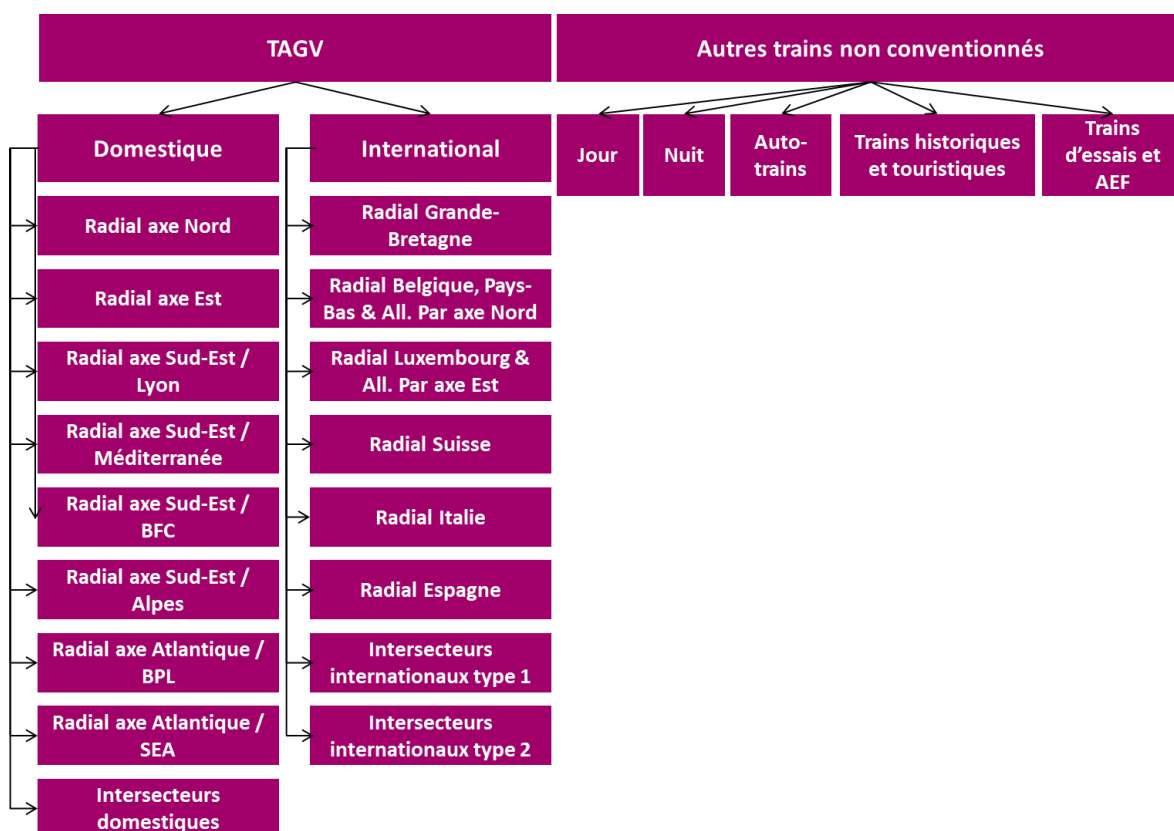 TAGV
Autres trains non conventionnés
Domestique
International
Jour
Nuit
Auto-
trains
Trains historiques
et touristiques
Trains
d'essais et
AEF
Radial axe Nord
Radial axe Est
Radial axe Sud-Est /
Lyon
Radial axe Sud-Est /
Méditerranée
Radial axe Sud-Est /
BFC
Radial axe Sud-Est /
Alpes
Radial axe Atlantique /
BPL
Radial axe Atlantique /
SEA
Intersecteurs
domestiques
Radial Grande-
Bretagne
Radial Belgique, Pays-
Bas & All. Par axe Nord
Radial Luxembourg &
All. Par axe Est
Radial Suisse
Radial Italie
Radial Espagne
Intersecteurs
internationaux type 1
Intersecteurs
internationaux type 2